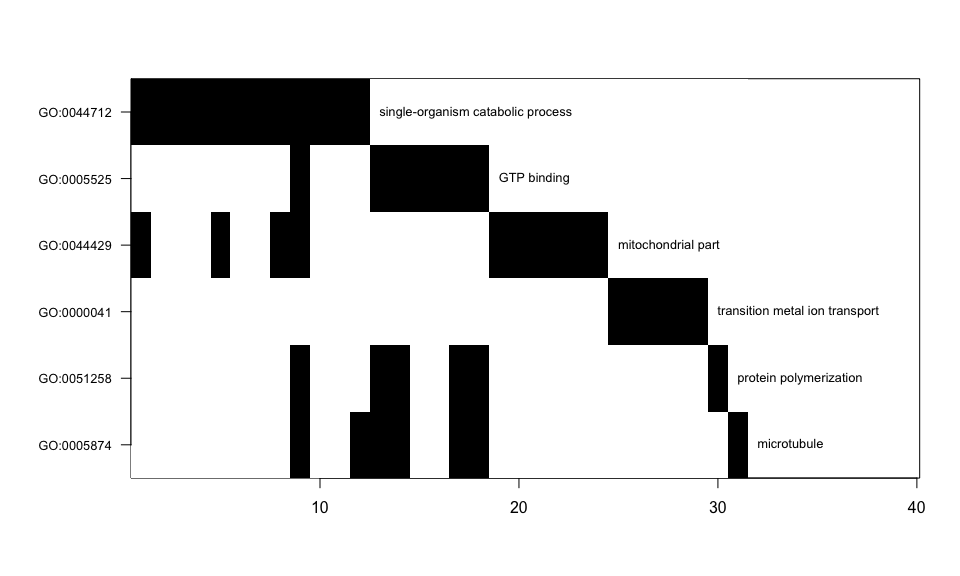 GO:0044712 single-organism catabolic process
GO:0005525 GTP binding
GO:0044429 mitochondrial part
GO:0000041 transition metal ion transport
GO:0051258 protein polymerization
GO:0005874 microtubule
10 20 30 40